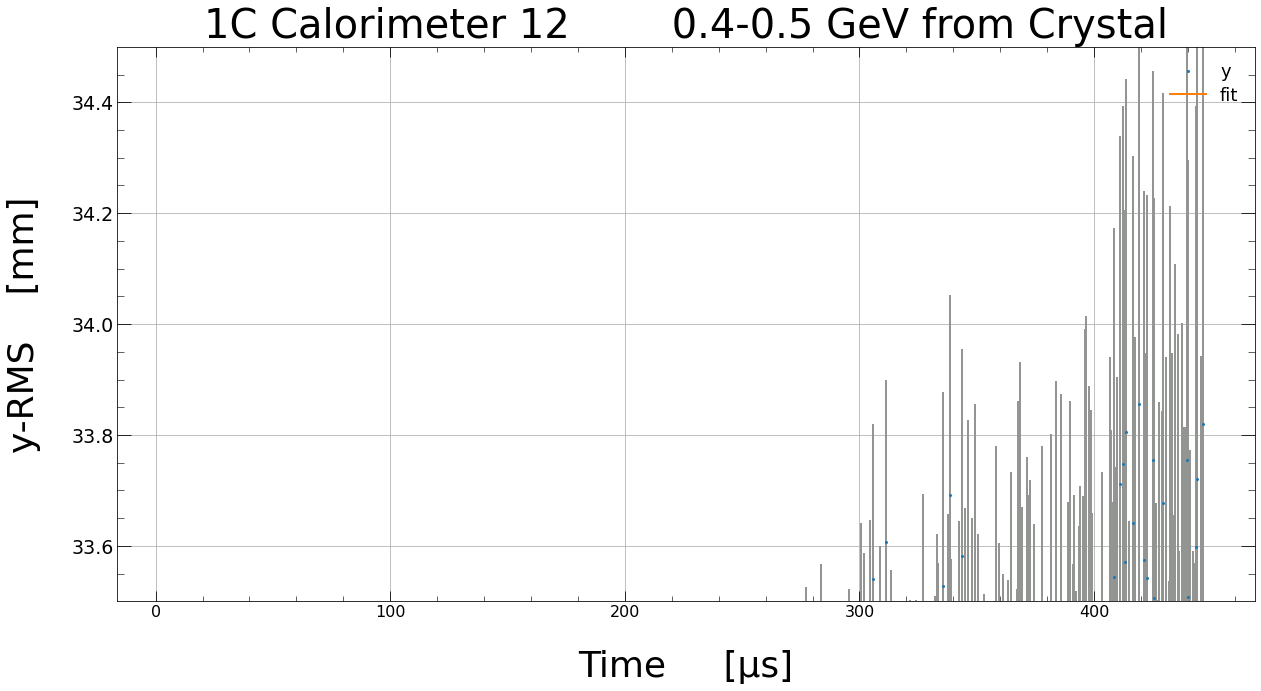 1C Calorimeter 12 0.4-0.5 GeV from Crystal
y
fit
34.4
34.2
34.0
33.8
33.6
y-RMS [mm]
0 100 200 300 400
Time [μs]